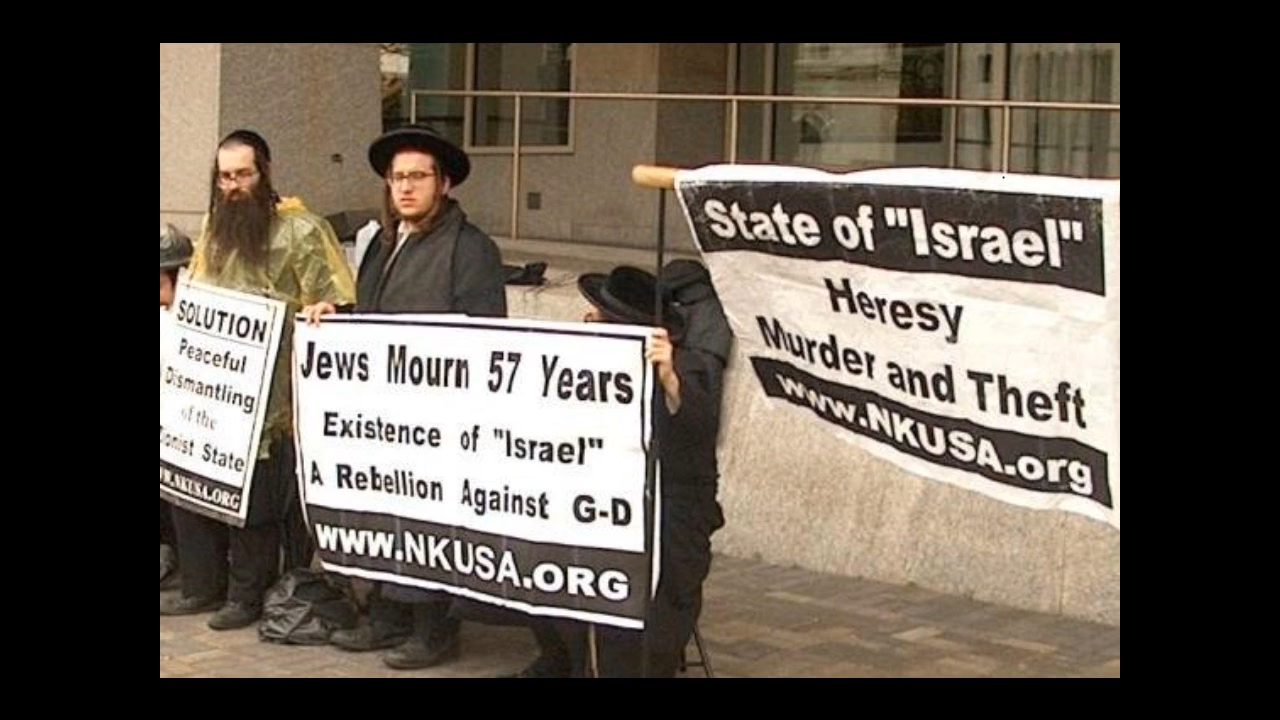 SOLUTION
Peaceful
Dismantling
of the
State
Jews Mourn 57 Years
Existence of "Israel"
A Rebellion Against G-D
www.NKUSA.ORG
State of "Israel"
Heresy
Murder and Theft
www.NKUSA.org